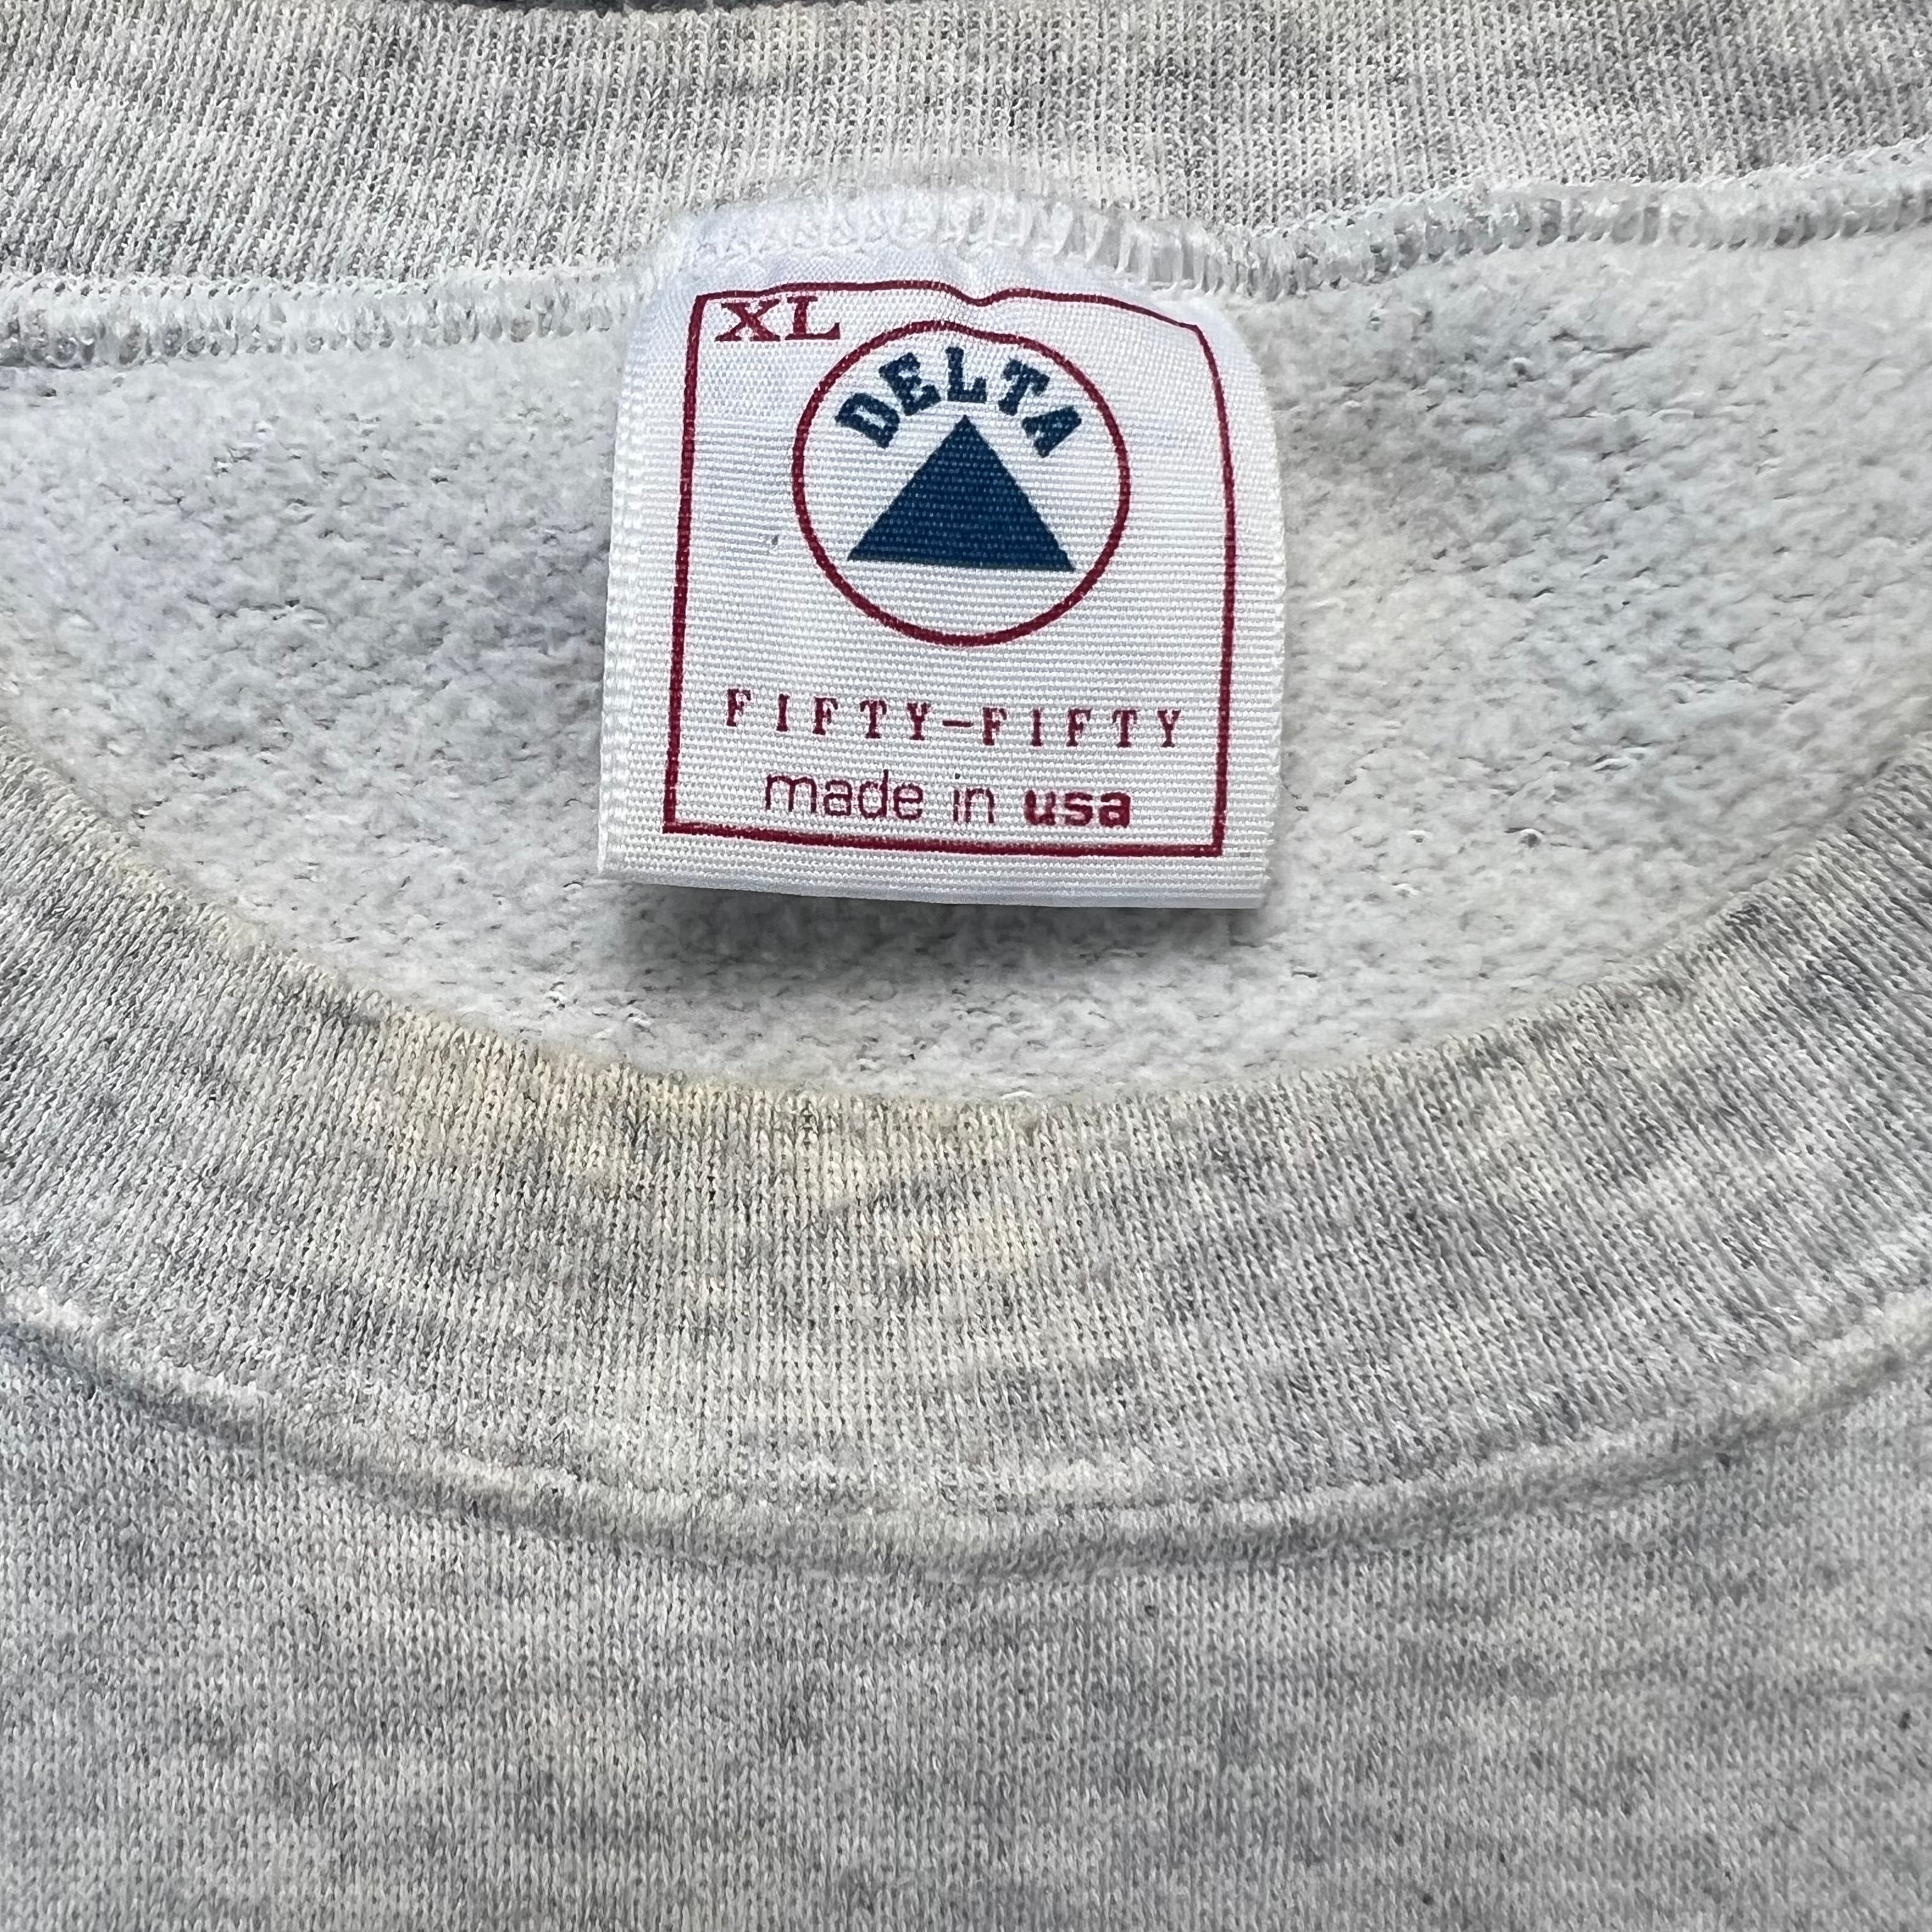 XL
DELTA
FIFTY-FIFTY
made in usa